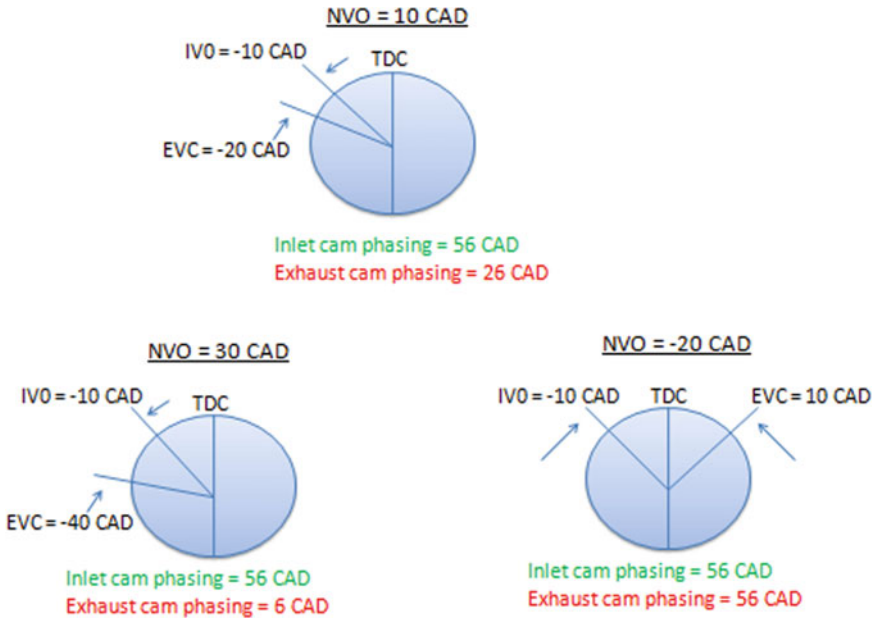 NVO = 10 CAD
IV0 = -10 CAD
TDC
EVC = -20 CAD
Inlet cam phasing = 56 CAD
Exhaust cam phasing = 26 CAD
NVO = 30 CAD
IV0 = -10 CAD
TDC
EVC = -40 CAD
Inlet cam phasing = 56 CAD
Exhaust cam phasing = 6 CAD
NVO = -20 CAD
IV0 = -10 CAD
TDC
EVC = 10 CAD
Inlet cam phasing = 56 CAD
Exhaust cam phasing = 56 CAD